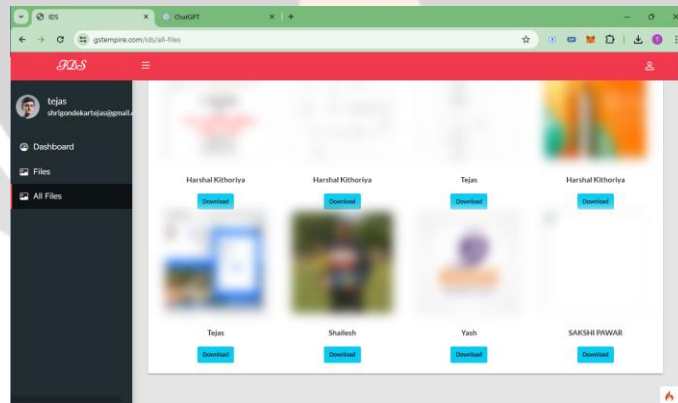 IDS
ChatGPT
gstempire.com/ids/all-files
IDS
tejas
shrigondekartejas@gmail.
Dashboard
Files
All Files
Harshal Kithoriya
Harshal Kithoriya
Tejas
Harshal Kithoriya
Download
Download
Download
Download
Tejas
Shailesh
Yash
SAKSHI PAWAR
Download
Download
Download
Download